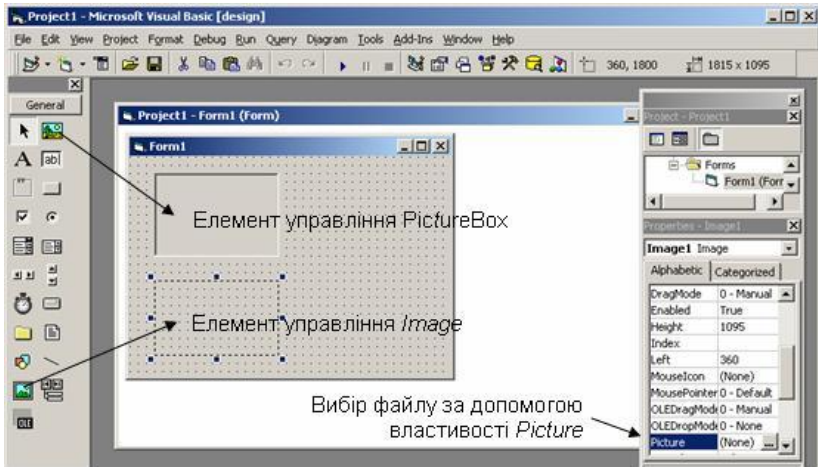 Project1 - Microsoft Visual Basic [design]
File Edit View Project Format Debug Run Query Diagram Tools Add-Ins Window Help
360, 1800 1815 x 1095
General
A ab|
OLE
Project1 - Form1 (Form)
Form1
Елемент управління PictureBox
Елемент управління Image
Вибір файлу за допомогою
властивості Picture
Project - Project1
Forms
Form1 (Forr
Properties - Image1
Image1 Image
Alphabetic Categorized
DragMode 0 - Manual
Enabled True
Height 1095
Index
Left 360
MouseIcon (None)
MousePointer 0 - Default
OLEDragMode 0 - Manual
OLEDropMode 0 - None
Picture (None) ...